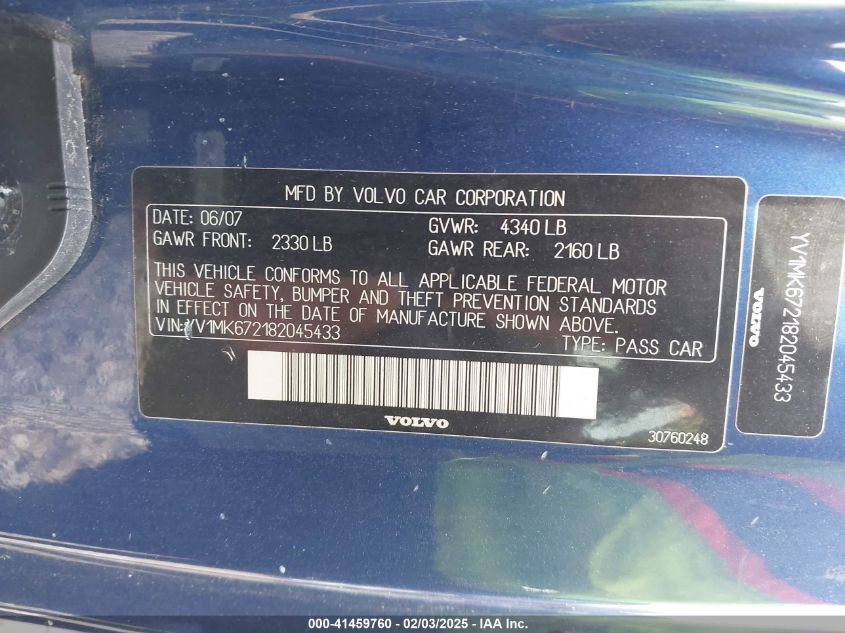 MFD BY VOLVO CAR CORPORATION
DATE: 06/07 GVWR: 4340 LB
GAWR FRONT: 2330 LB GAWR REAR: 2160 LB
THIS VEHICLE CONFORMS TO ALL APPLICABLE FEDERAL MOTOR
VEHICLE SAFETY, BUMPER AND THEFT PREVENTION STANDARDS
IN EFFECT ON THE DATE OF MANUFACTURE SHOWN ABOVE.
VIN:YV1MK672182045433 TYPE: PASS CAR
VOLVO
30760248
YV1MK672182045433
VOLVO
000-41459760 - 02/03/2025 - IAA Inc.